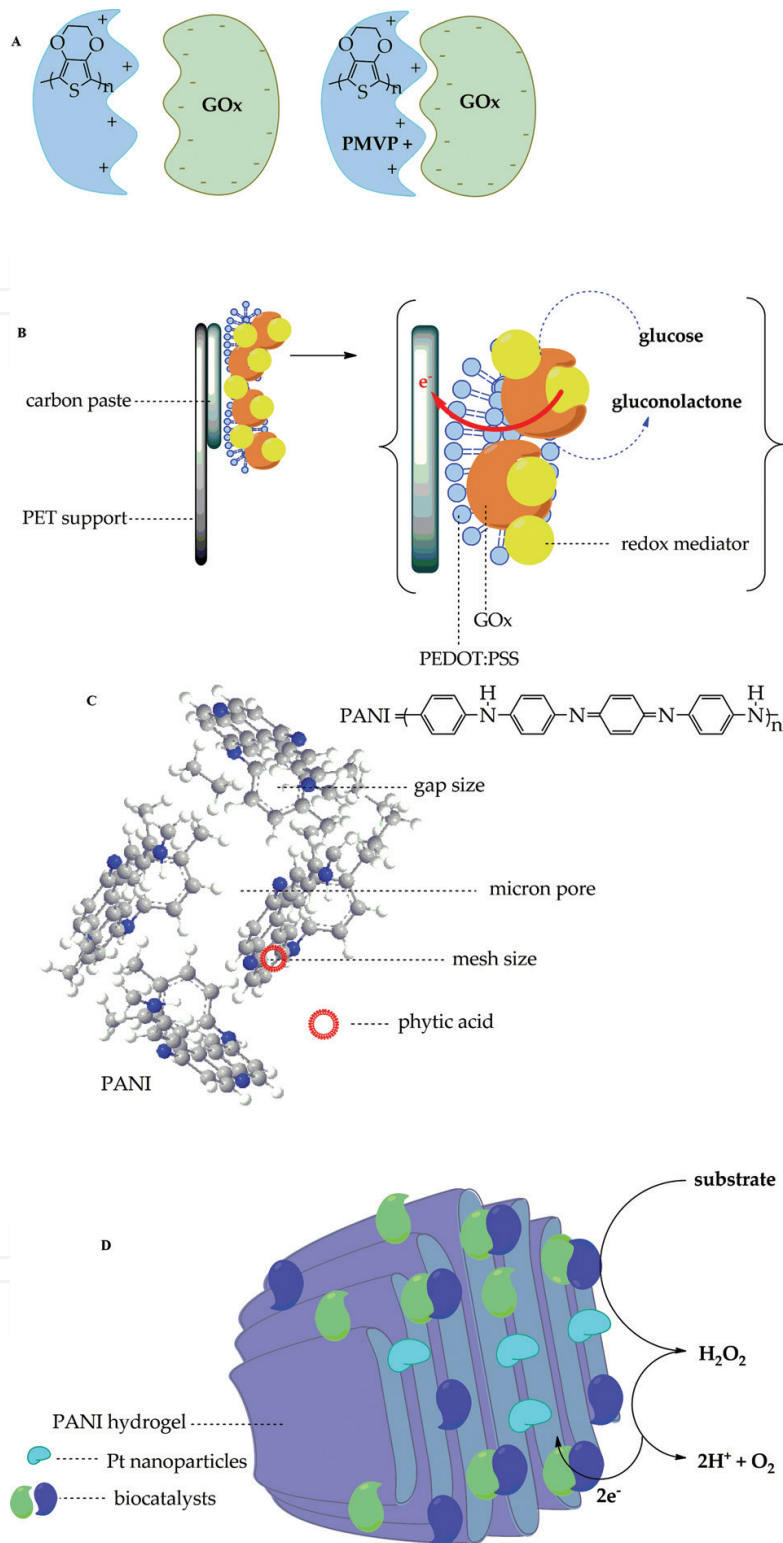 A
O O
S
n
+
+
+
+
GOx
O O
S
n
+
+
+
PMVP +
+
GOx
B
carbon paste
PET support
e-
glucose
gluconolactone
redox mediator
GOx
PEDOT:PSS
C
PANI
H
N
N
N
H
N
n
gap size
micron pore
mesh size
phytic acid
PANI
D
substrate
H₂O₂
PANI hydrogel
Pt nanoparticles
2H⁺ + O₂
2e⁻
biocatalysts